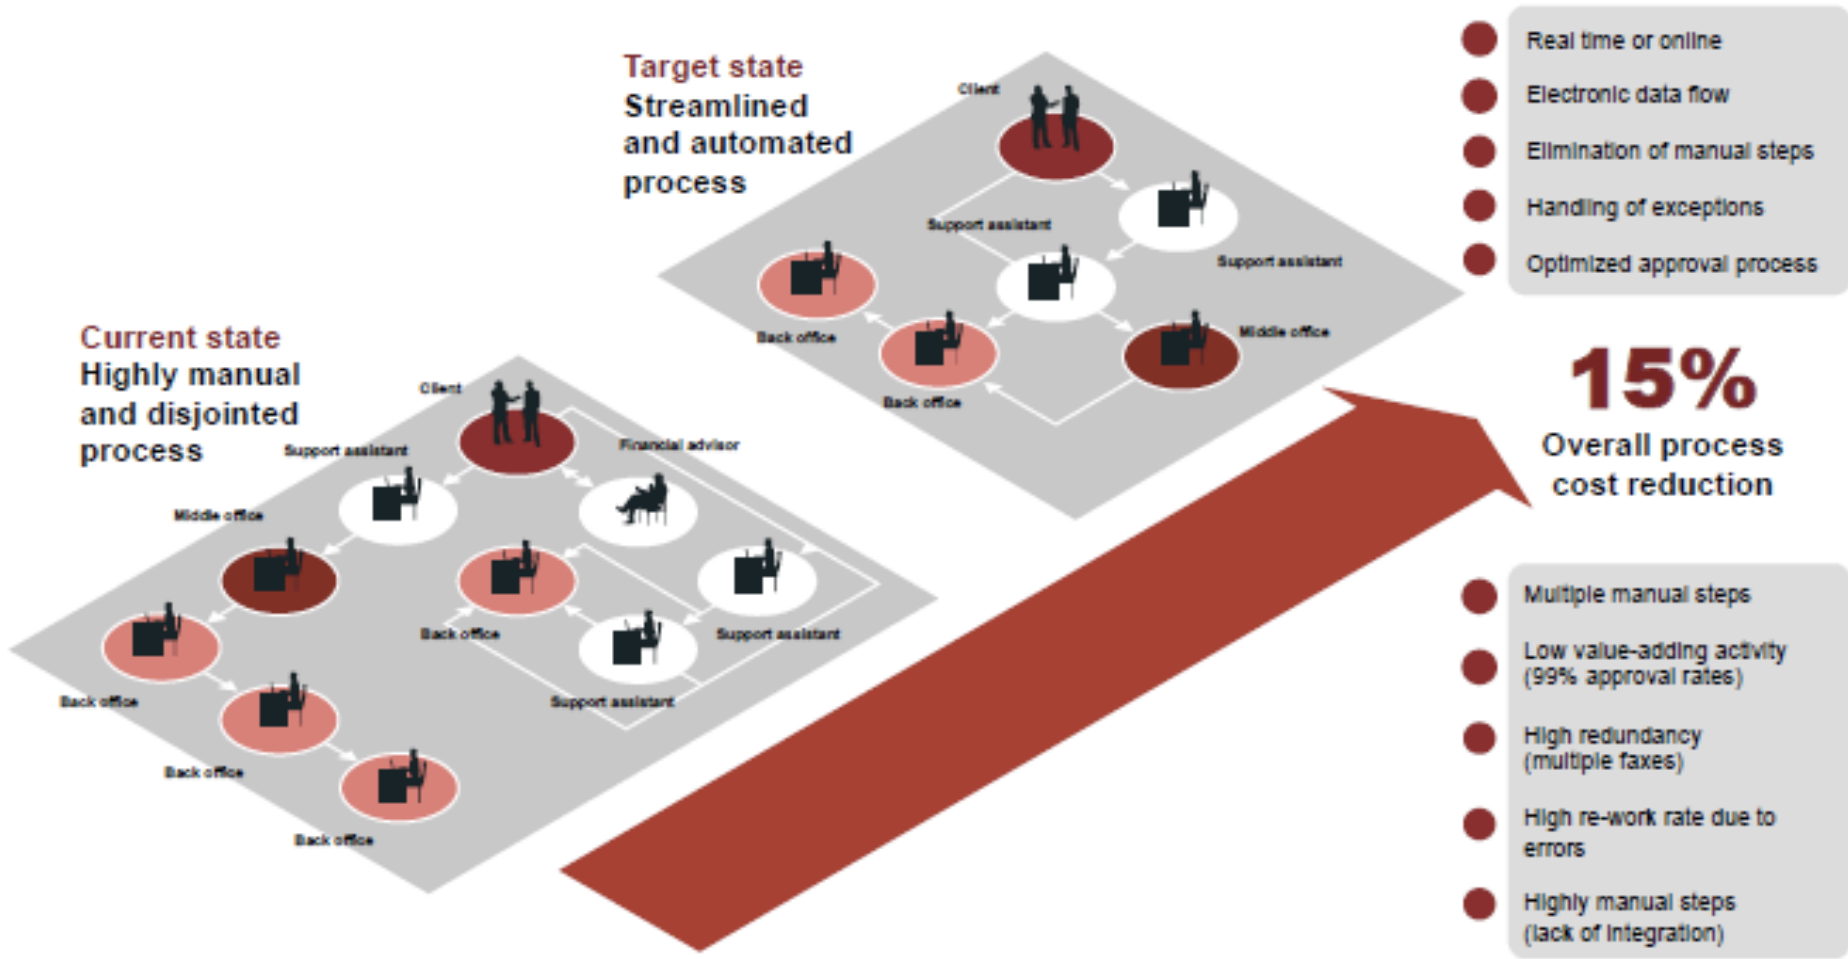 Target state
Streamlined
and automated
process
Client
Support assistant
Support assistant
Back office
Middle office
Back office
Current state
Highly manual
and disjointed
process
Client
Support assistant
Financial advisor
Middle office
Back office
Support assistant
Back office
Support assistant
Back office
Back office
Real time or online
Electronic data flow
Elimination of manual steps
Handling of exceptions
Optimized approval process
15%
Overall process
cost reduction
Multiple manual steps
Low value-adding activity
(99% approval rates)
High redundancy
(multiple faxes)
High re-work rate due to
errors
Highly manual steps
(lack of integration)